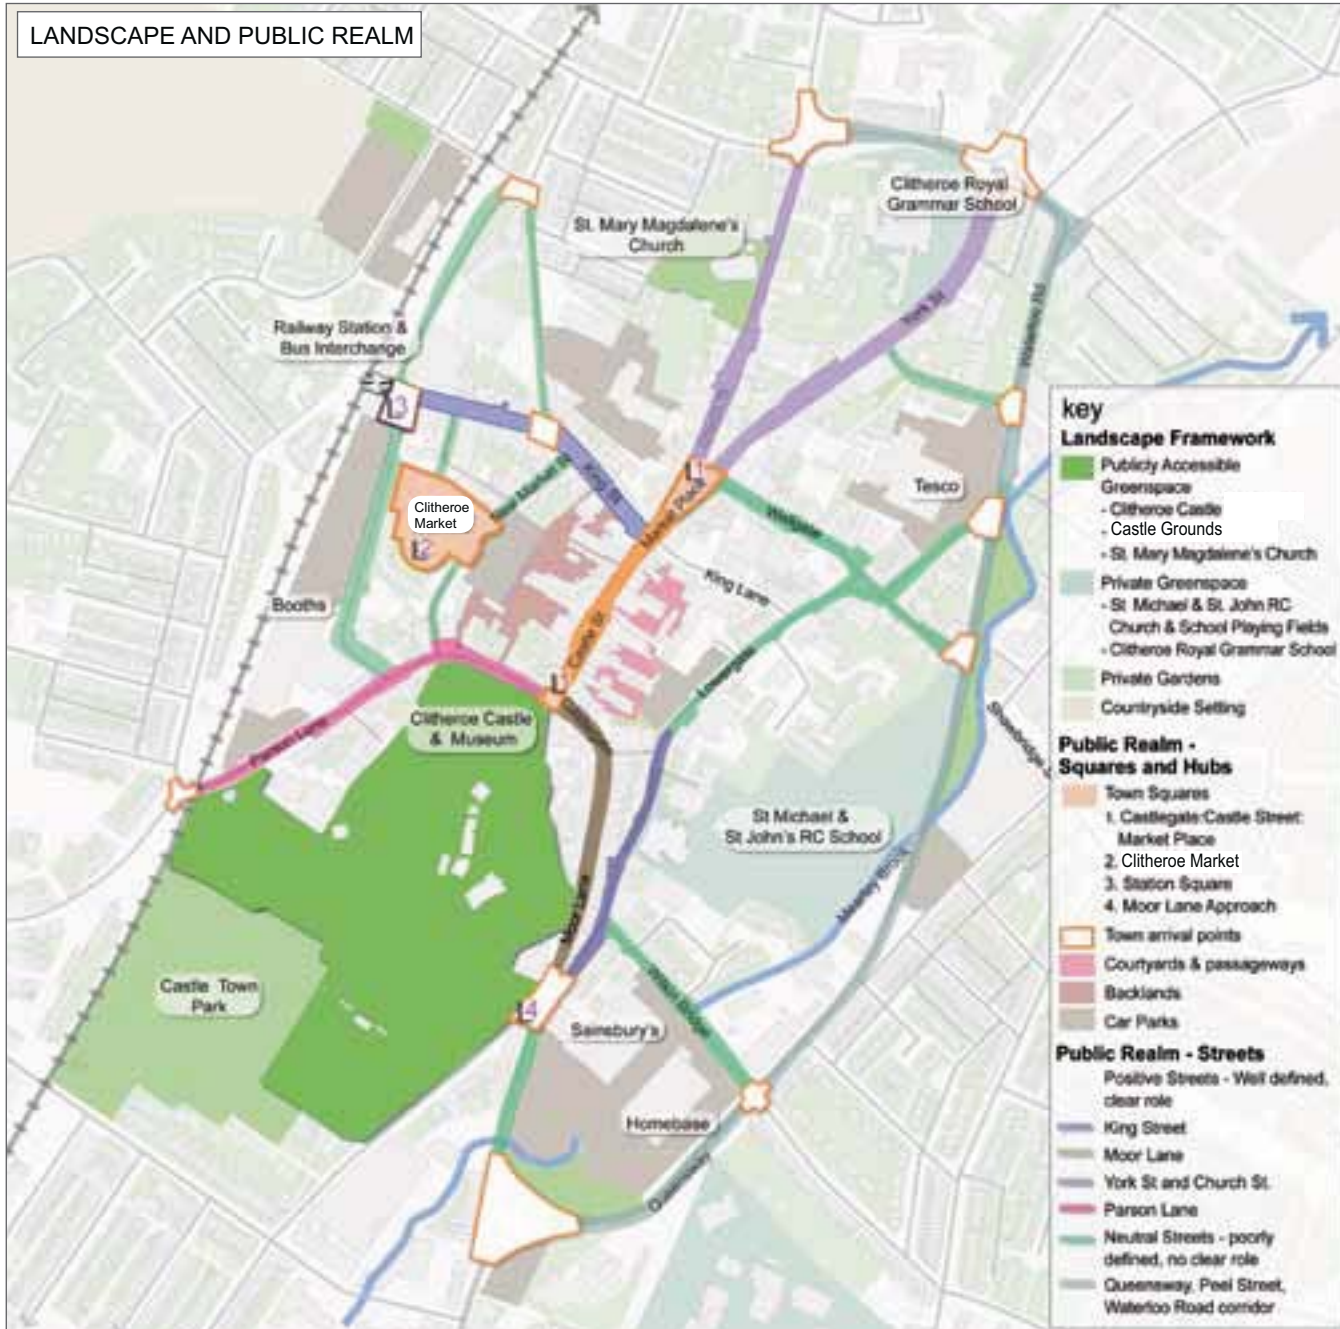 LANDSCAPE AND PUBLIC REALM
Clitheroe Royal
Grammar School
St. Mary Magdalene's
Church
York St
Waterloo Rd
Railway Station &
Bus Interchange
3
1
Market Place
King St
New Market St
Clitheroe
Market
2
Tesco
Wellgate
King Lane
Booths
Castle St
Lowergate
Clitheroe Castle
& Museum
Parson Lane
Shawbridge St
St Michael &
St John's RC School
Mearley Brook
Moor Lane
Castle Town
Park
4
Sainsbury's
Homebase
Queensway
key
Landscape Framework
Publicly Accessible
Greenspace
- Clitheroe Castle
- Castle Grounds
- St. Mary Magdalene's Church
Private Greenspace
- St Michael & St. John RC
Church & School Playing Fields
- Clitheroe Royal Grammar School
Private Gardens
Countryside Setting
Public Realm -
Squares and Hubs
Town Squares
1. Castlegate:Castle Street:
Market Place
2. Clitheroe Market
3. Station Square
4. Moor Lane Approach
Town arrival points
Courtyards & passageways
Backlands
Car Parks
Public Realm - Streets
Positive Streets - Well defined,
clear role
King Street
Moor Lane
York St and Church St.
Parson Lane
Neutral Streets - poorly
defined, no clear role
Queensway, Peel Street,
Waterloo Road corridor